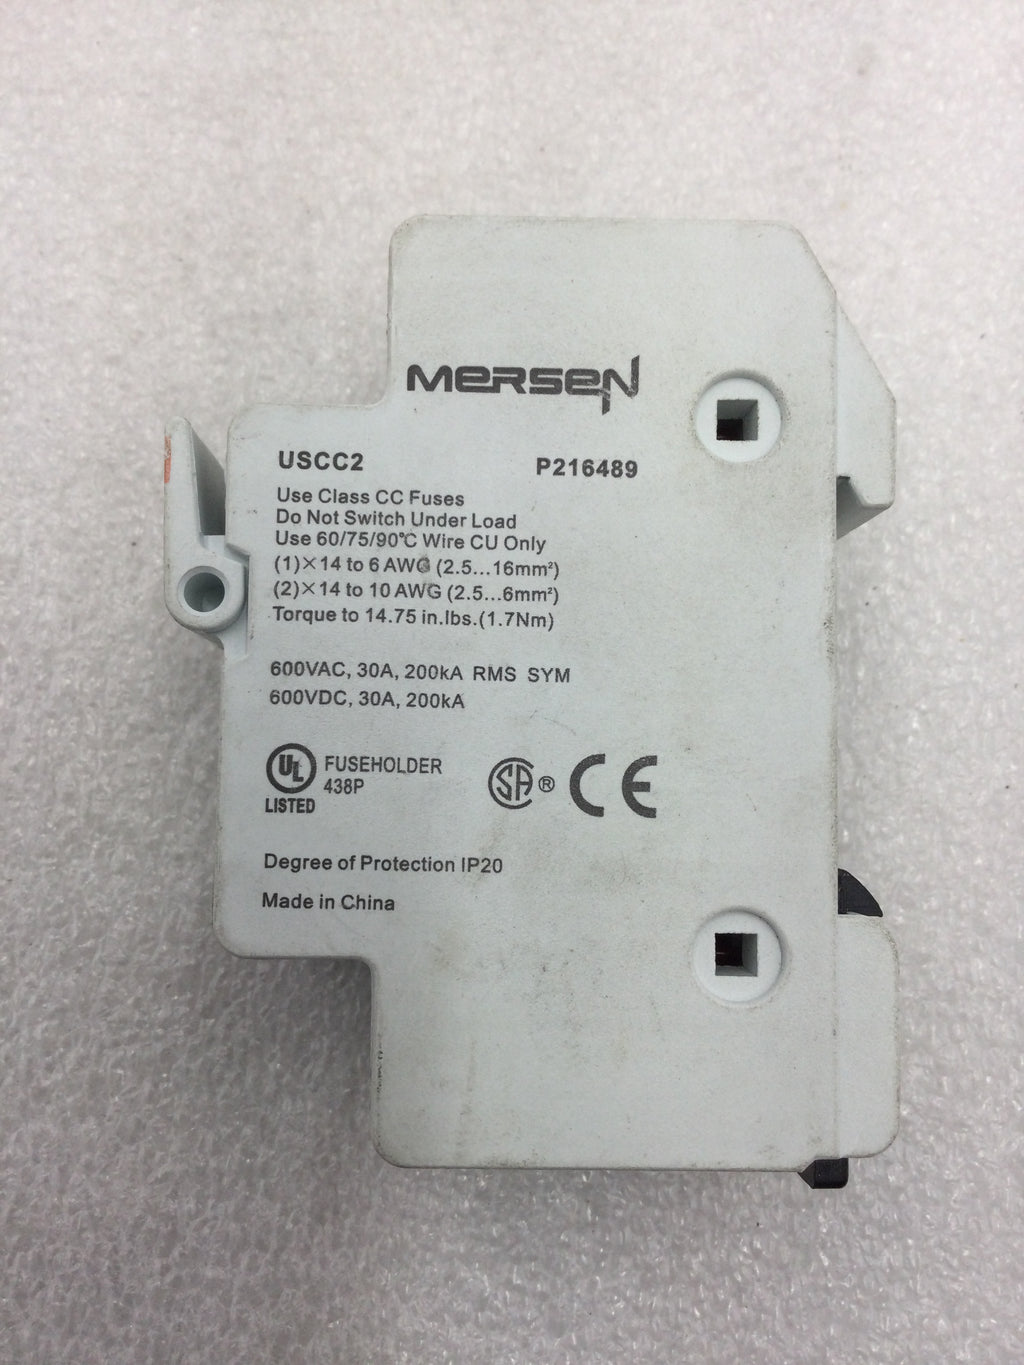 MERSEN
USCC2 P216489
Use Class CC Fuses
Do Not Switch Under Load
Use 60/75/90℃ Wire CU Only
(1)×14 to 6 AWG (2.5...16mm²)
(2)×14 to 10 AWG (2.5...6mm²)
Torque to 14.75 in.lbs.(1.7Nm)
600VAC, 30A, 200kA RMS SYM
600VDC, 30A, 200kA
UL FUSEHOLDER
438P
LISTED
SA® CE
Degree of Protection IP20
Made in China